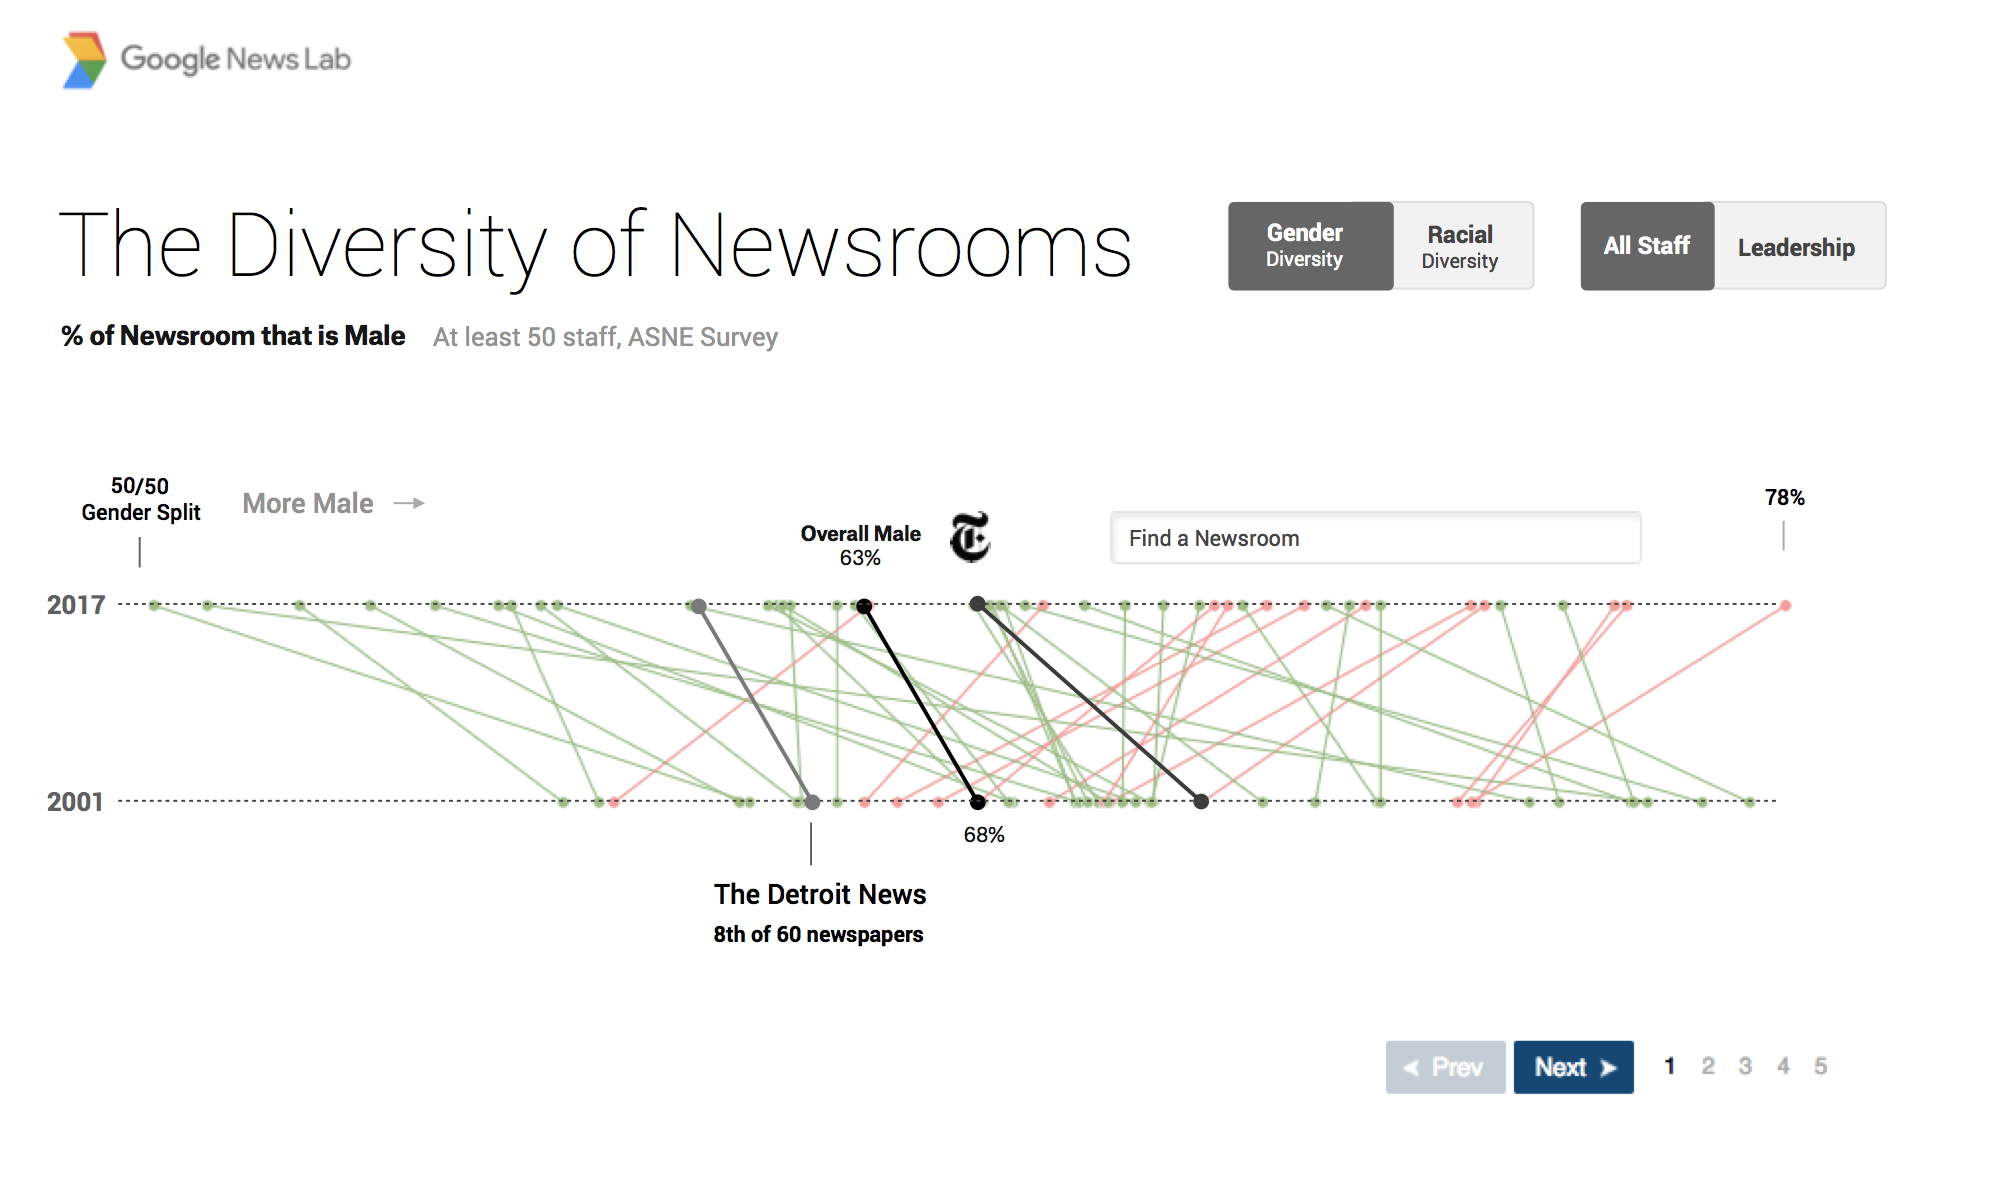 Google News Lab
The Diversity of Newsrooms
Gender
Diversity
Racial
Diversity
All Staff
Leadership
% of Newsroom that is Male At least 50 staff, ASNE Survey
50/50
Gender Split
More Male →
Overall Male
63%
T
Find a Newsroom
78%
2017
2001
68%
The Detroit News
8th of 60 newspapers
Prev
Next
1 2 3 4 5